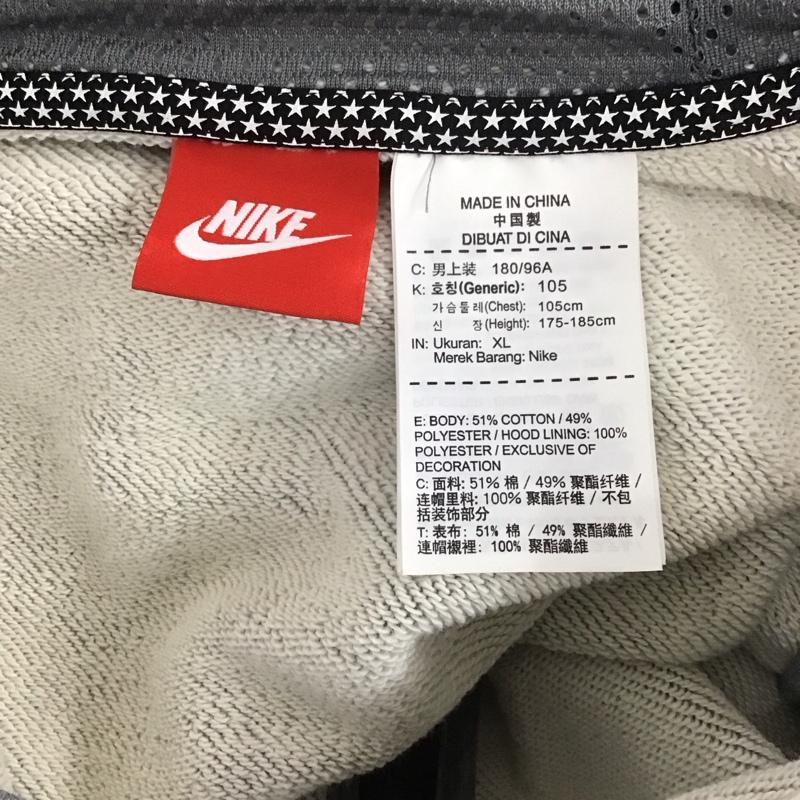 NIKE
MADE IN CHINA
中国製
DIBUAT DI CINA
C: 男上装 180/96A
K: 호칭(Generic): 105
가슴둘레(Chest): 105cm
신 장(Height): 175-185cm
IN: Ukuran: XL
Merek Barang: Nike
E: BODY: 51% COTTON / 49%
POLYESTER / HOOD LINING: 100%
POLYESTER / EXCLUSIVE OF
DECORATION
C: 面料: 51% 棉 / 49% 聚酯纤维 /
连帽里料: 100% 聚酯纤维 / 不包
括装饰部分
T: 表布: 51% 棉 / 49% 聚酯纖維 /
連帽襯裡: 100% 聚酯纖維